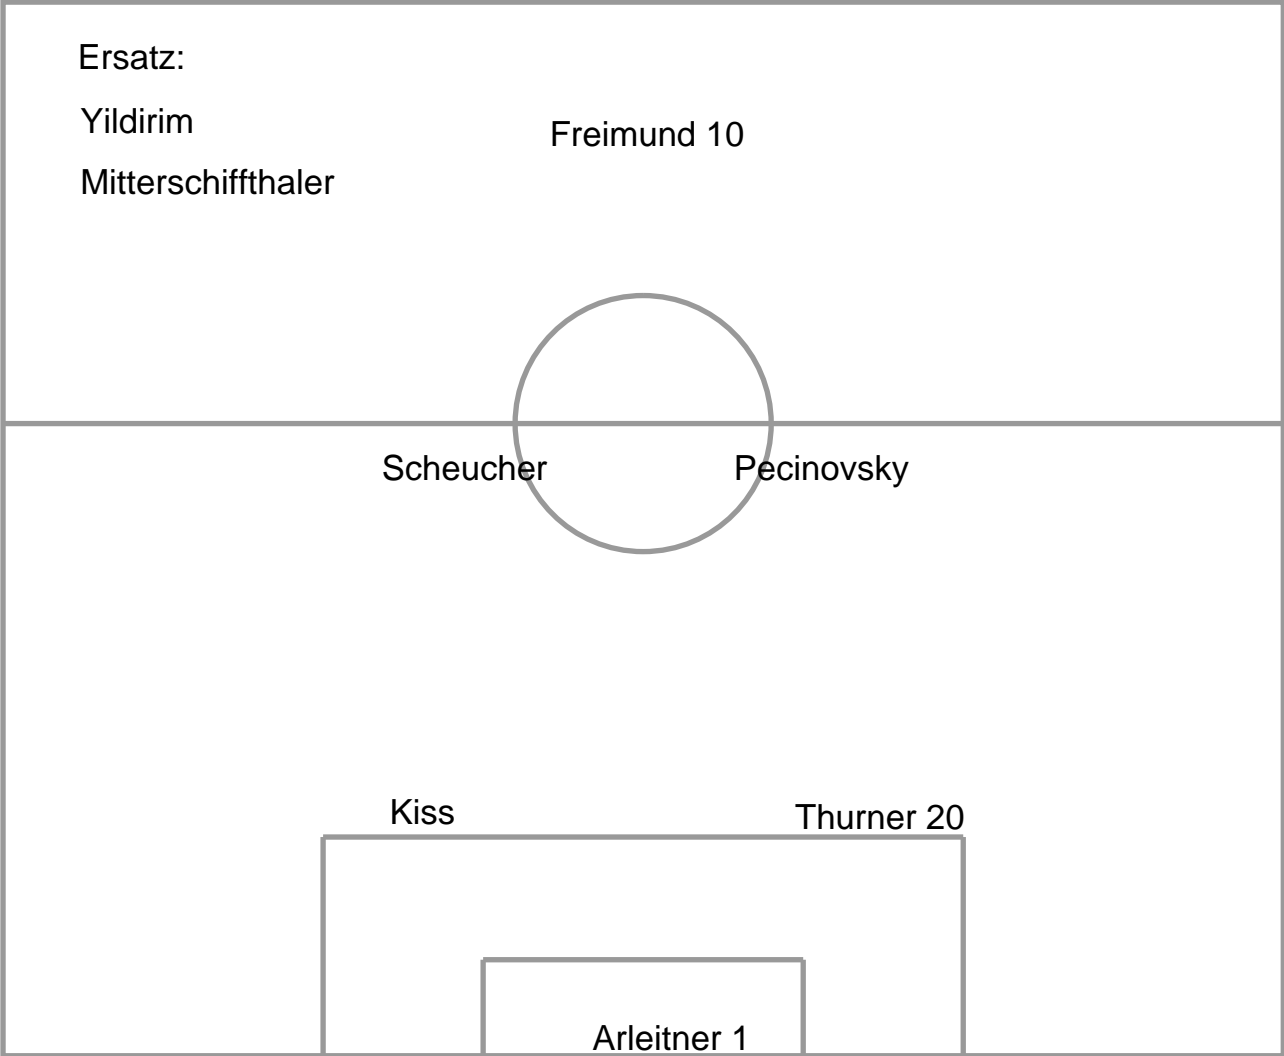 Ersatz:
Yildirim
Mitterschiffthaler
Freimund 10
Scheucher
Pecinovsky
Kiss
Thurner 20
Arleitner 1